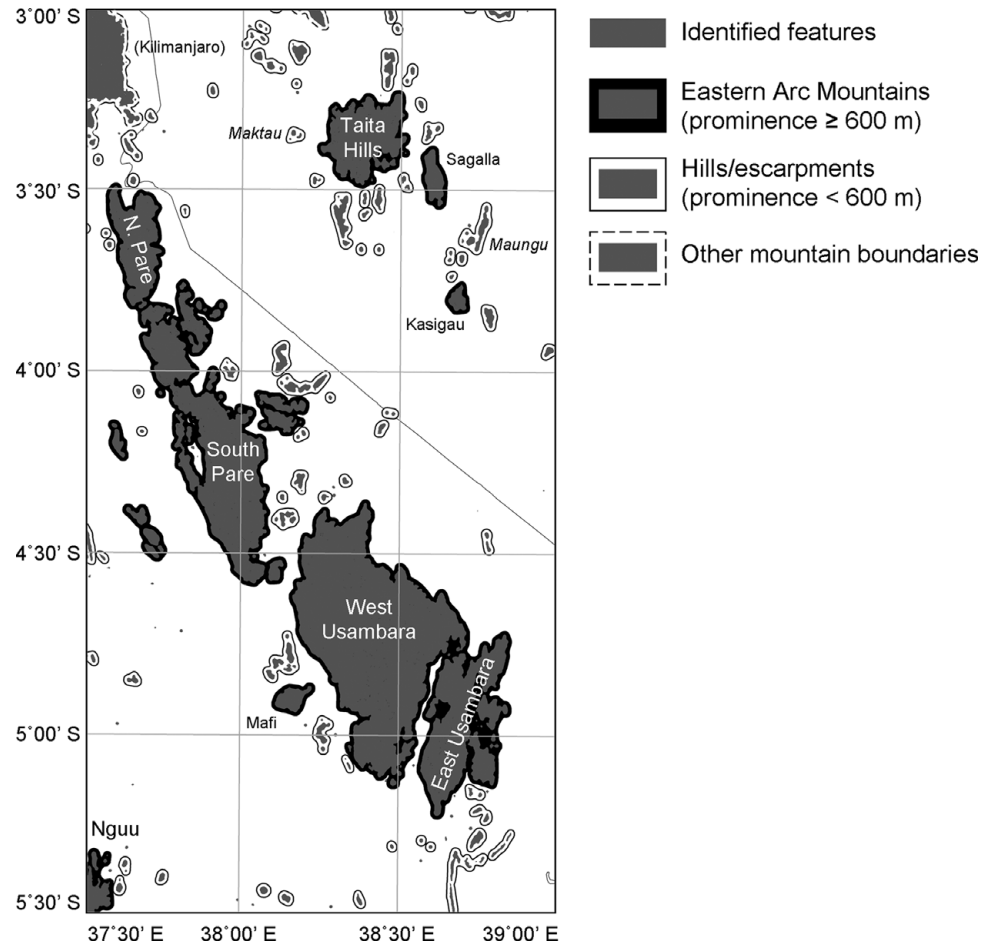 3˚00' S
(Kilimanjaro)
Maktau
Taita
Hills
Sagalla
3˚30' S
N. Pare
Maungu
Kasigau
4˚00' S
South
Pare
4˚30' S
West
Usambara
East Usambara
Mafi
5˚00' S
Nguu
5˚30' S
37˚30' E
38˚00' E
38˚30' E
39˚00' E
Identified features
Eastern Arc Mountains
(prominence ≥ 600 m)
Hills/escarpments
(prominence < 600 m)
Other mountain boundaries